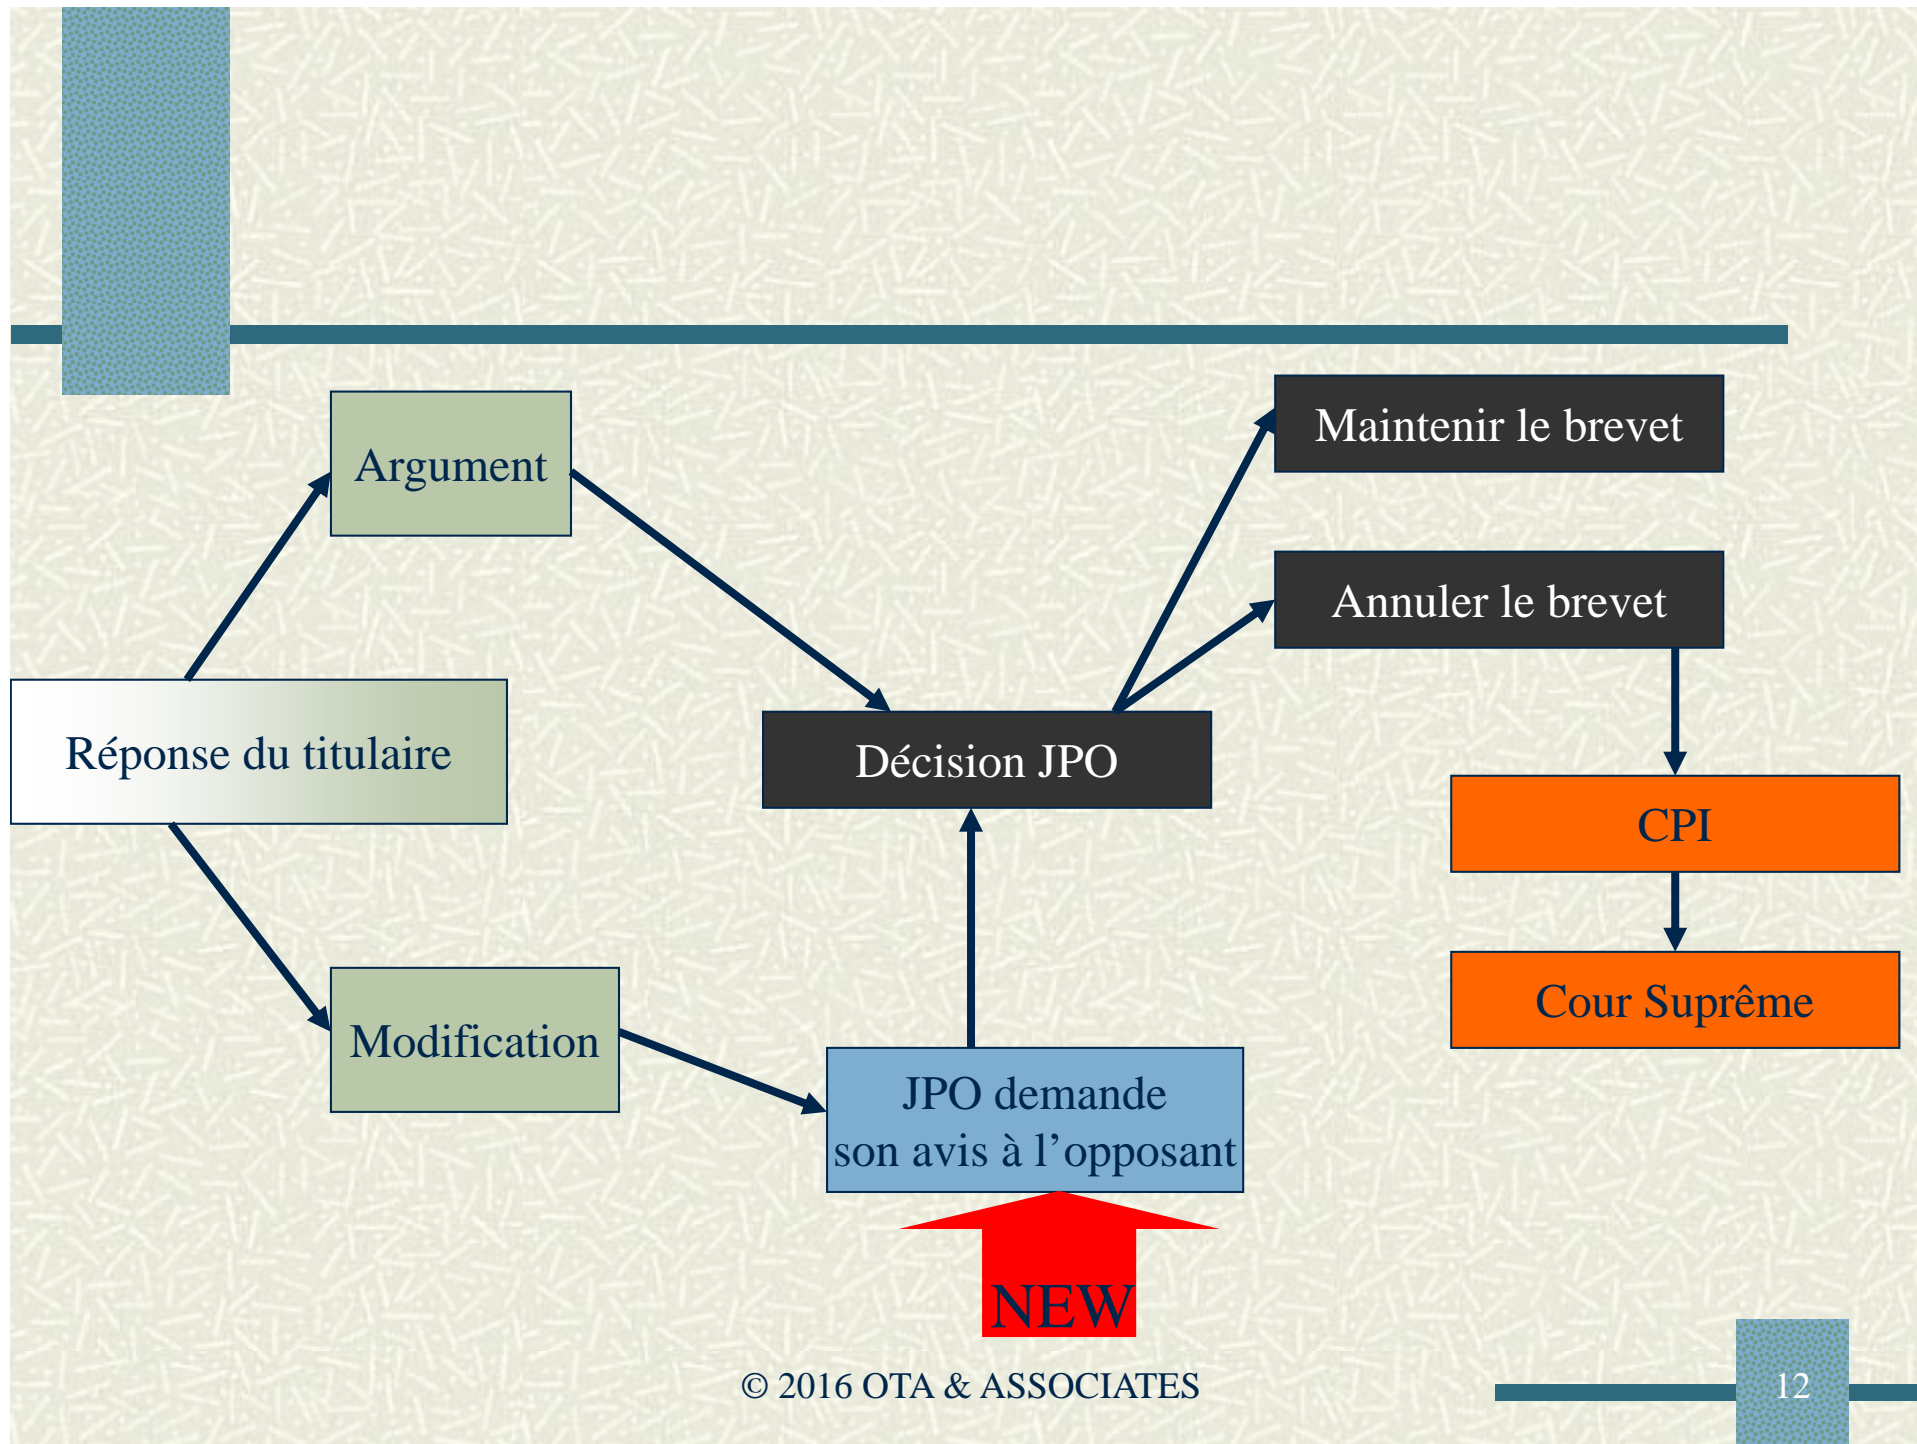 Maintenir le brevet
Argument
Annuler le brevet
Réponse du titulaire
Décision JPO
CPI
Cour Suprême
Modification
JPO demande
son avis à l’opposant
NEW
© 2016 OTA & ASSOCIATES
12